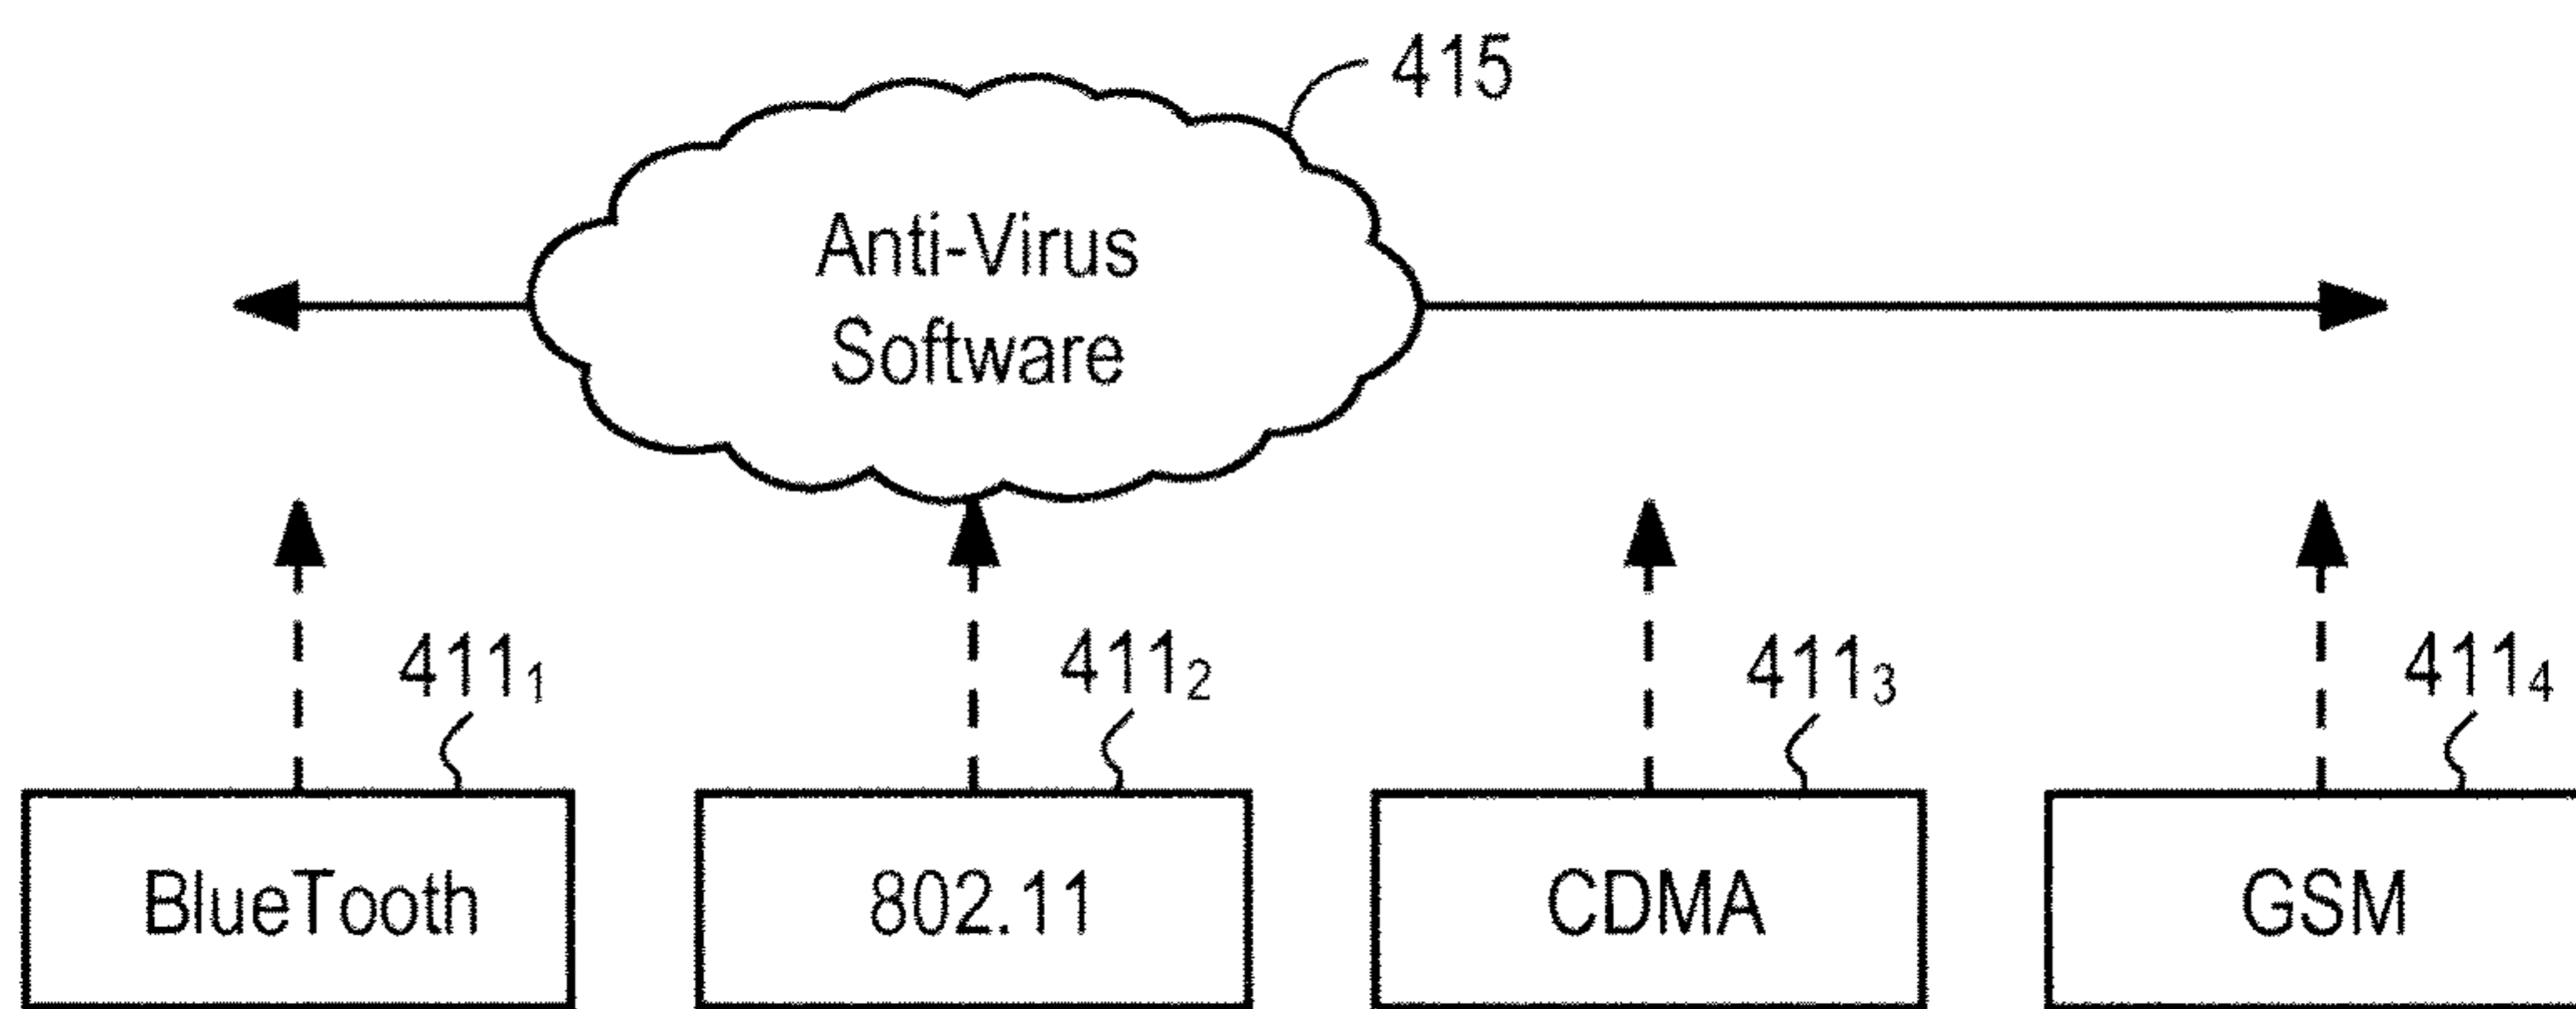 415
Anti-Virus
Software
411₁ 411₂ 411₃ 411₄
BlueTooth 802.11 CDMA GSM